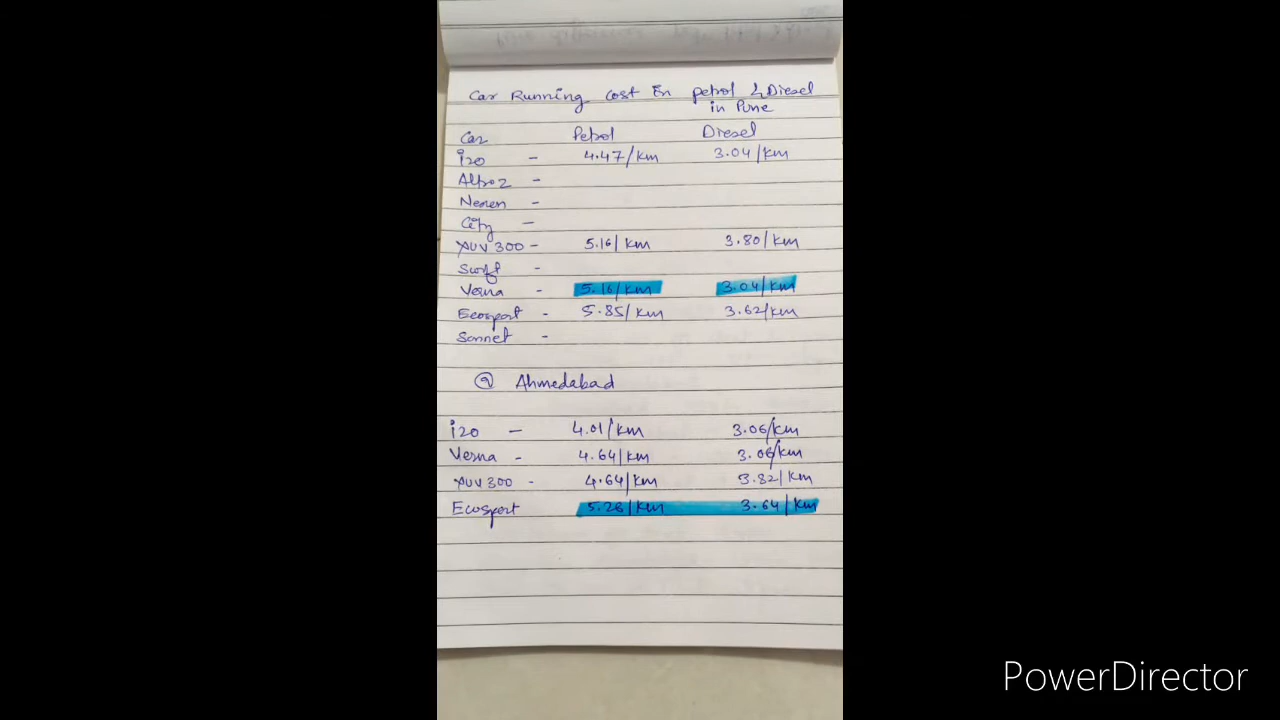 Car Running cost in petrol & Diesel
in Pune
Car Petrol Diesel
i20 - 4.47/km 3.04/km
Altroz -
Nexon -
City -
XUV 300 - 5.16/km 3.80/km
Swift -
Verna - 5.16/km 3.04/km
Ecosport - 5.85/km 3.62/km
Sonnet -
@ Ahmedabad
i20 - 4.01/km 3.06/km
Verna - 4.64/km 3.06/km
XUV 300 - 4.64/km 3.82/km
Ecosport 5.26/km 3.64/km
PowerDirector